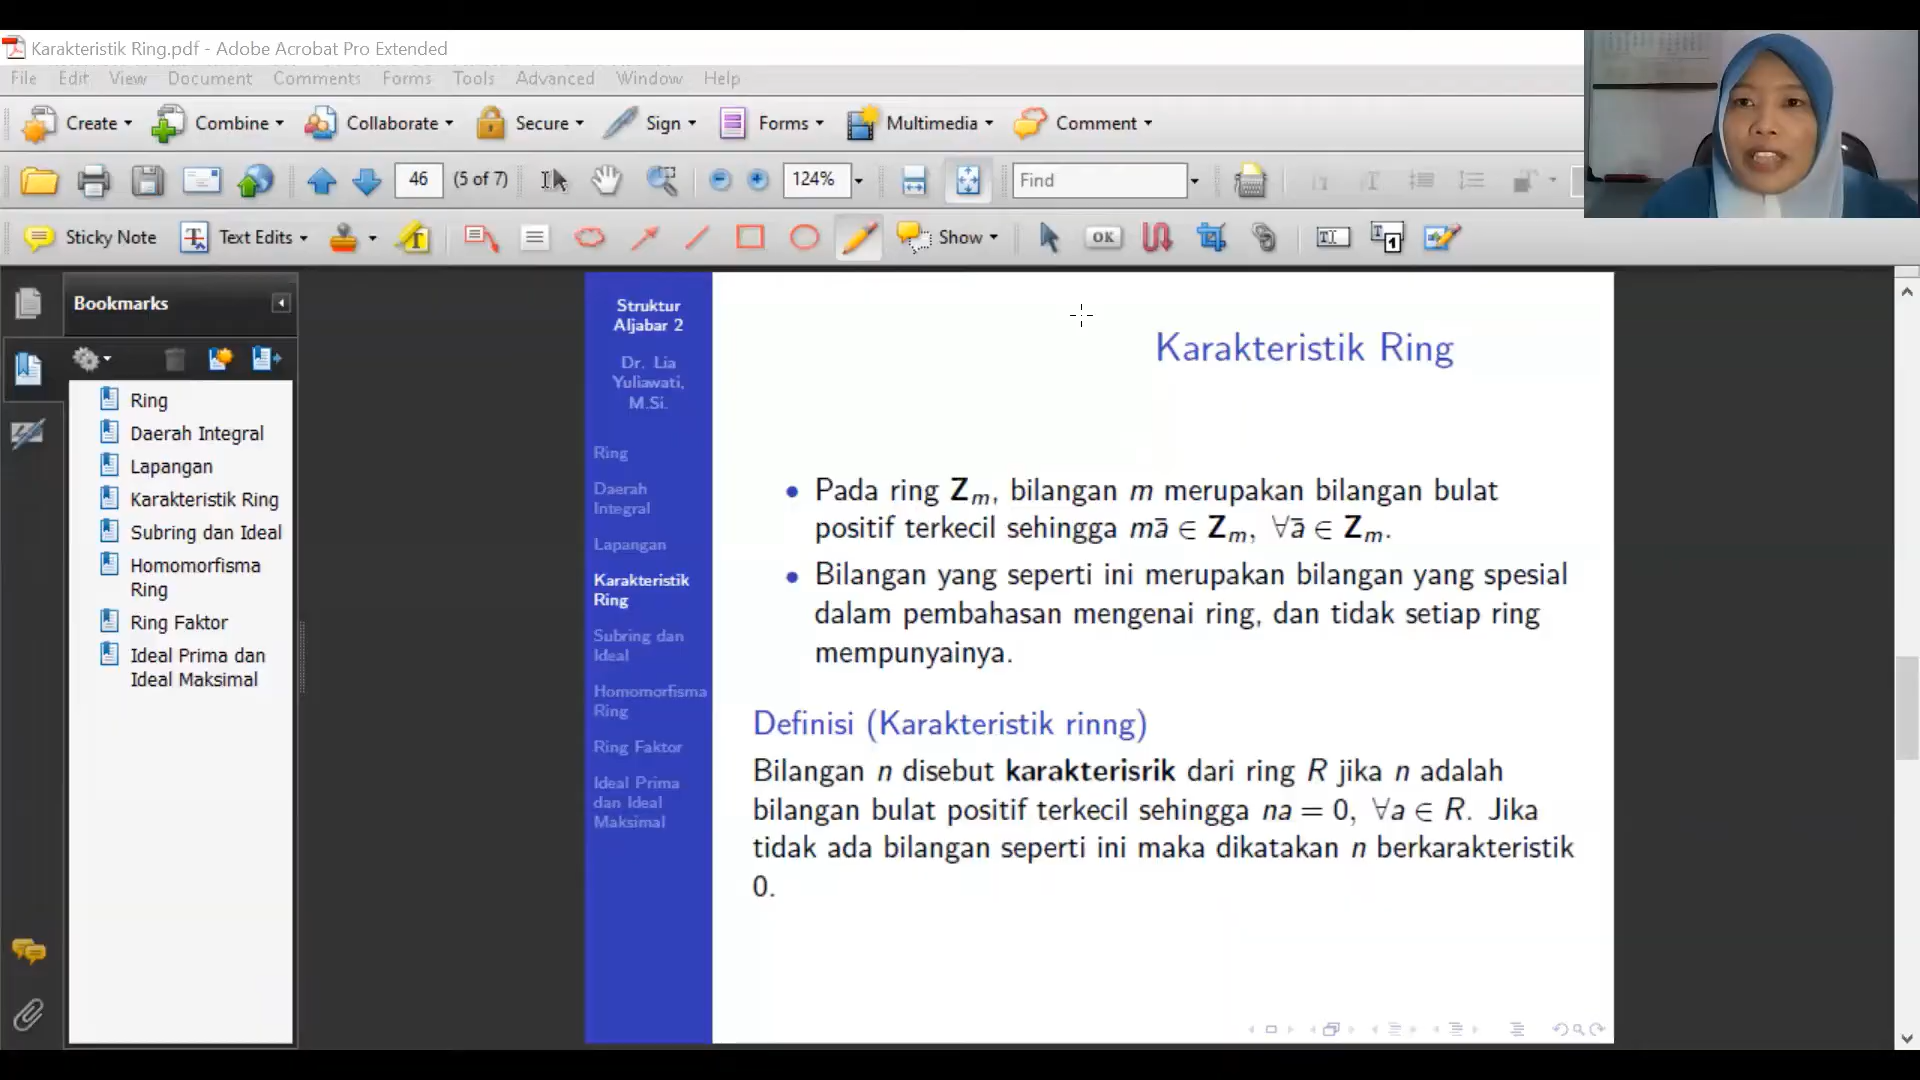 Karakteristik Ring.pdf - Adobe Acrobat Pro Extended
File Edit View Document Comments Forms Tools Advanced Window Help
Create Combine Collaborate Secure Sign Forms Multimedia Comment
46 (5 of 7) 124% Find
Sticky Note Text Edits Show OK
Bookmarks
Ring
Daerah Integral
Lapangan
Karakteristik Ring
Subring dan Ideal
Homomorfisma
Ring
Ring Faktor
Ideal Prima dan
Ideal Maksimal
Struktur
Aljabar 2
Dr. Lia
Yuliawati,
M.Si.
Ring
Daerah
Integral
Lapangan
Karakteristik
Ring
Subring dan
Ideal
Homomorfisma
Ring
Ring Faktor
Ideal Prima
dan Ideal
Maksimal
Karakteristik Ring
• Pada ring Zₘ, bilangan m merupakan bilangan bulat
positif terkecil sehingga mā ∈ Zₘ, ∀ā ∈ Zₘ.
• Bilangan yang seperti ini merupakan bilangan yang spesial
dalam pembahasan mengenai ring, dan tidak setiap ring
mempunyainya.
Definisi (Karakteristik rinng)
Bilangan n disebut karakterisrik dari ring R jika n adalah
bilangan bulat positif terkecil sehingga na = 0, ∀a ∈ R. Jika
tidak ada bilangan seperti ini maka dikatakan n berkarakteristik
0.